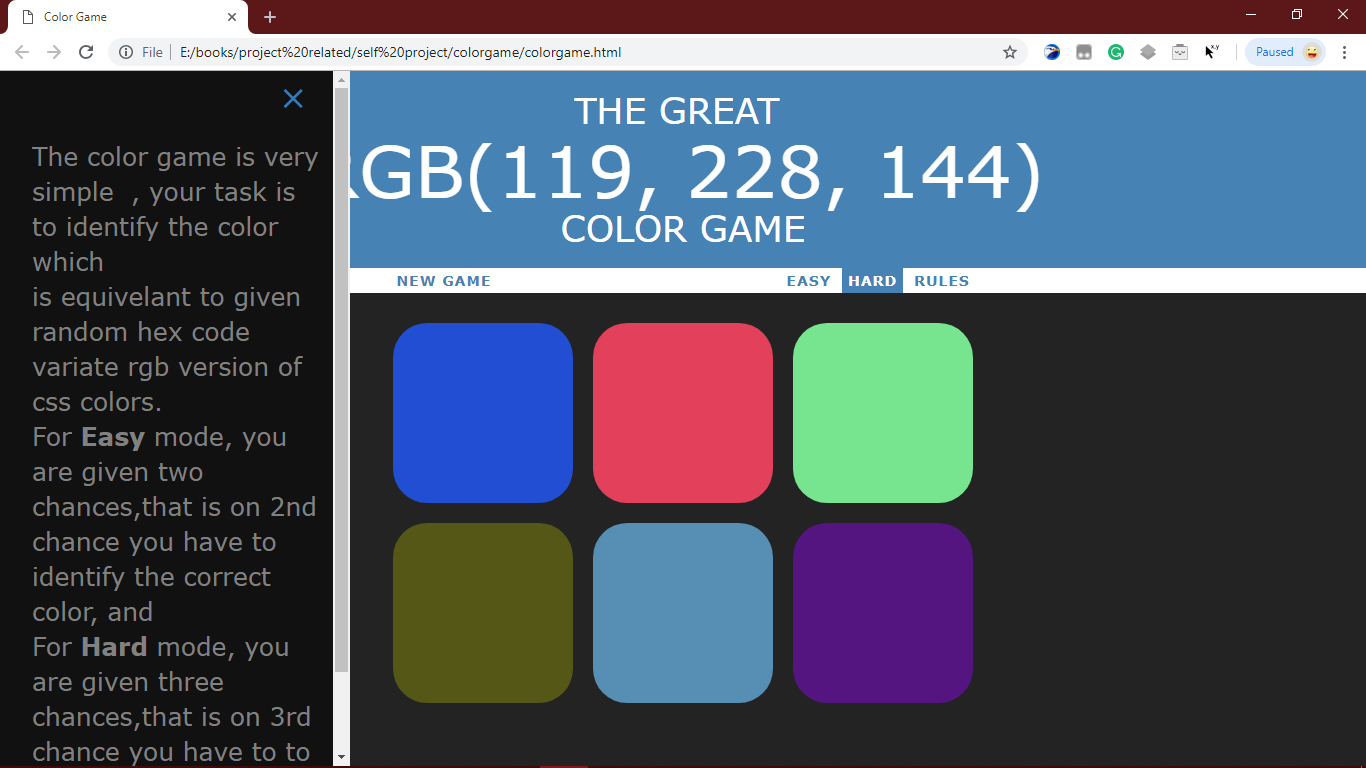 Color Game
File
E:/books/project%20related/self%20project/colorgame/colorgame.html
x,y
Paused
The color game is very
simple , your task is
to identify the color
which
is equivelant to given
random hex code
variate rgb version of
css colors.
For Easy mode, you
are given two
chances,that is on 2nd
chance you have to
identify the correct
color, and
For Hard mode, you
are given three
chances,that is on 3rd
chance you have to to
THE GREAT
RGB(119, 228, 144)
COLOR GAME
NEW GAME
EASY
HARD
RULES